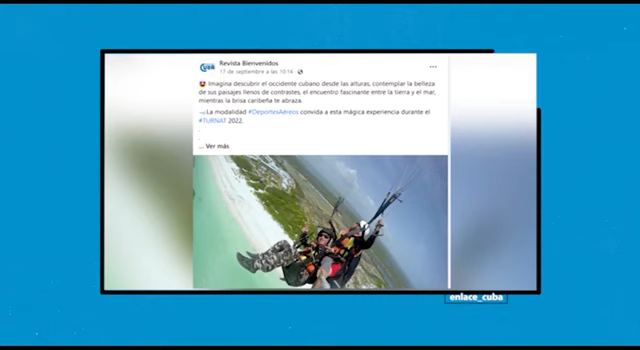 CUBA
Revista Bienvenidos
17 de septiembre a las 10:14 ·
Imagina descubrir el occidente cubano desde las alturas, contemplar la belleza
de sus paisajes llenos de contrastes, el encuentro fascinante entre la tierra y el mar,
mientras la brisa caribeña te abraza.
La modalidad #DeportesAéreos convida a esta mágica experiencia durante el
#TURNAT 2022.
.
.
... Ver más
enlace_cuba